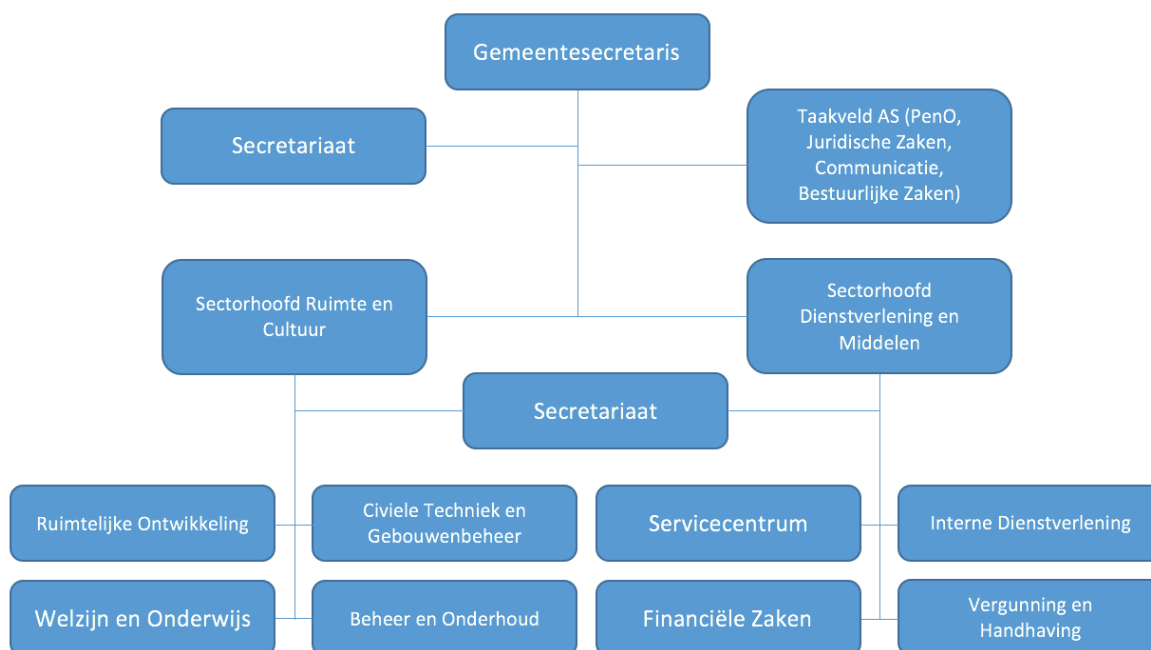 Gemeentesecretaris
Secretariaat
Taakveld AS (PenO,
Juridische Zaken,
Communicatie,
Bestuurlijke Zaken)
Sectorhoofd Ruimte en
Cultuur
Sectorhoofd
Dienstverlening en
Middelen
Secretariaat
Ruimtelijke Ontwikkeling
Civiele Techniek en
Gebouwenbeheer
Servicecentrum
Interne Dienstverlening
Welzijn en Onderwijs
Beheer en Onderhoud
Financiële Zaken
Vergunning en
Handhaving